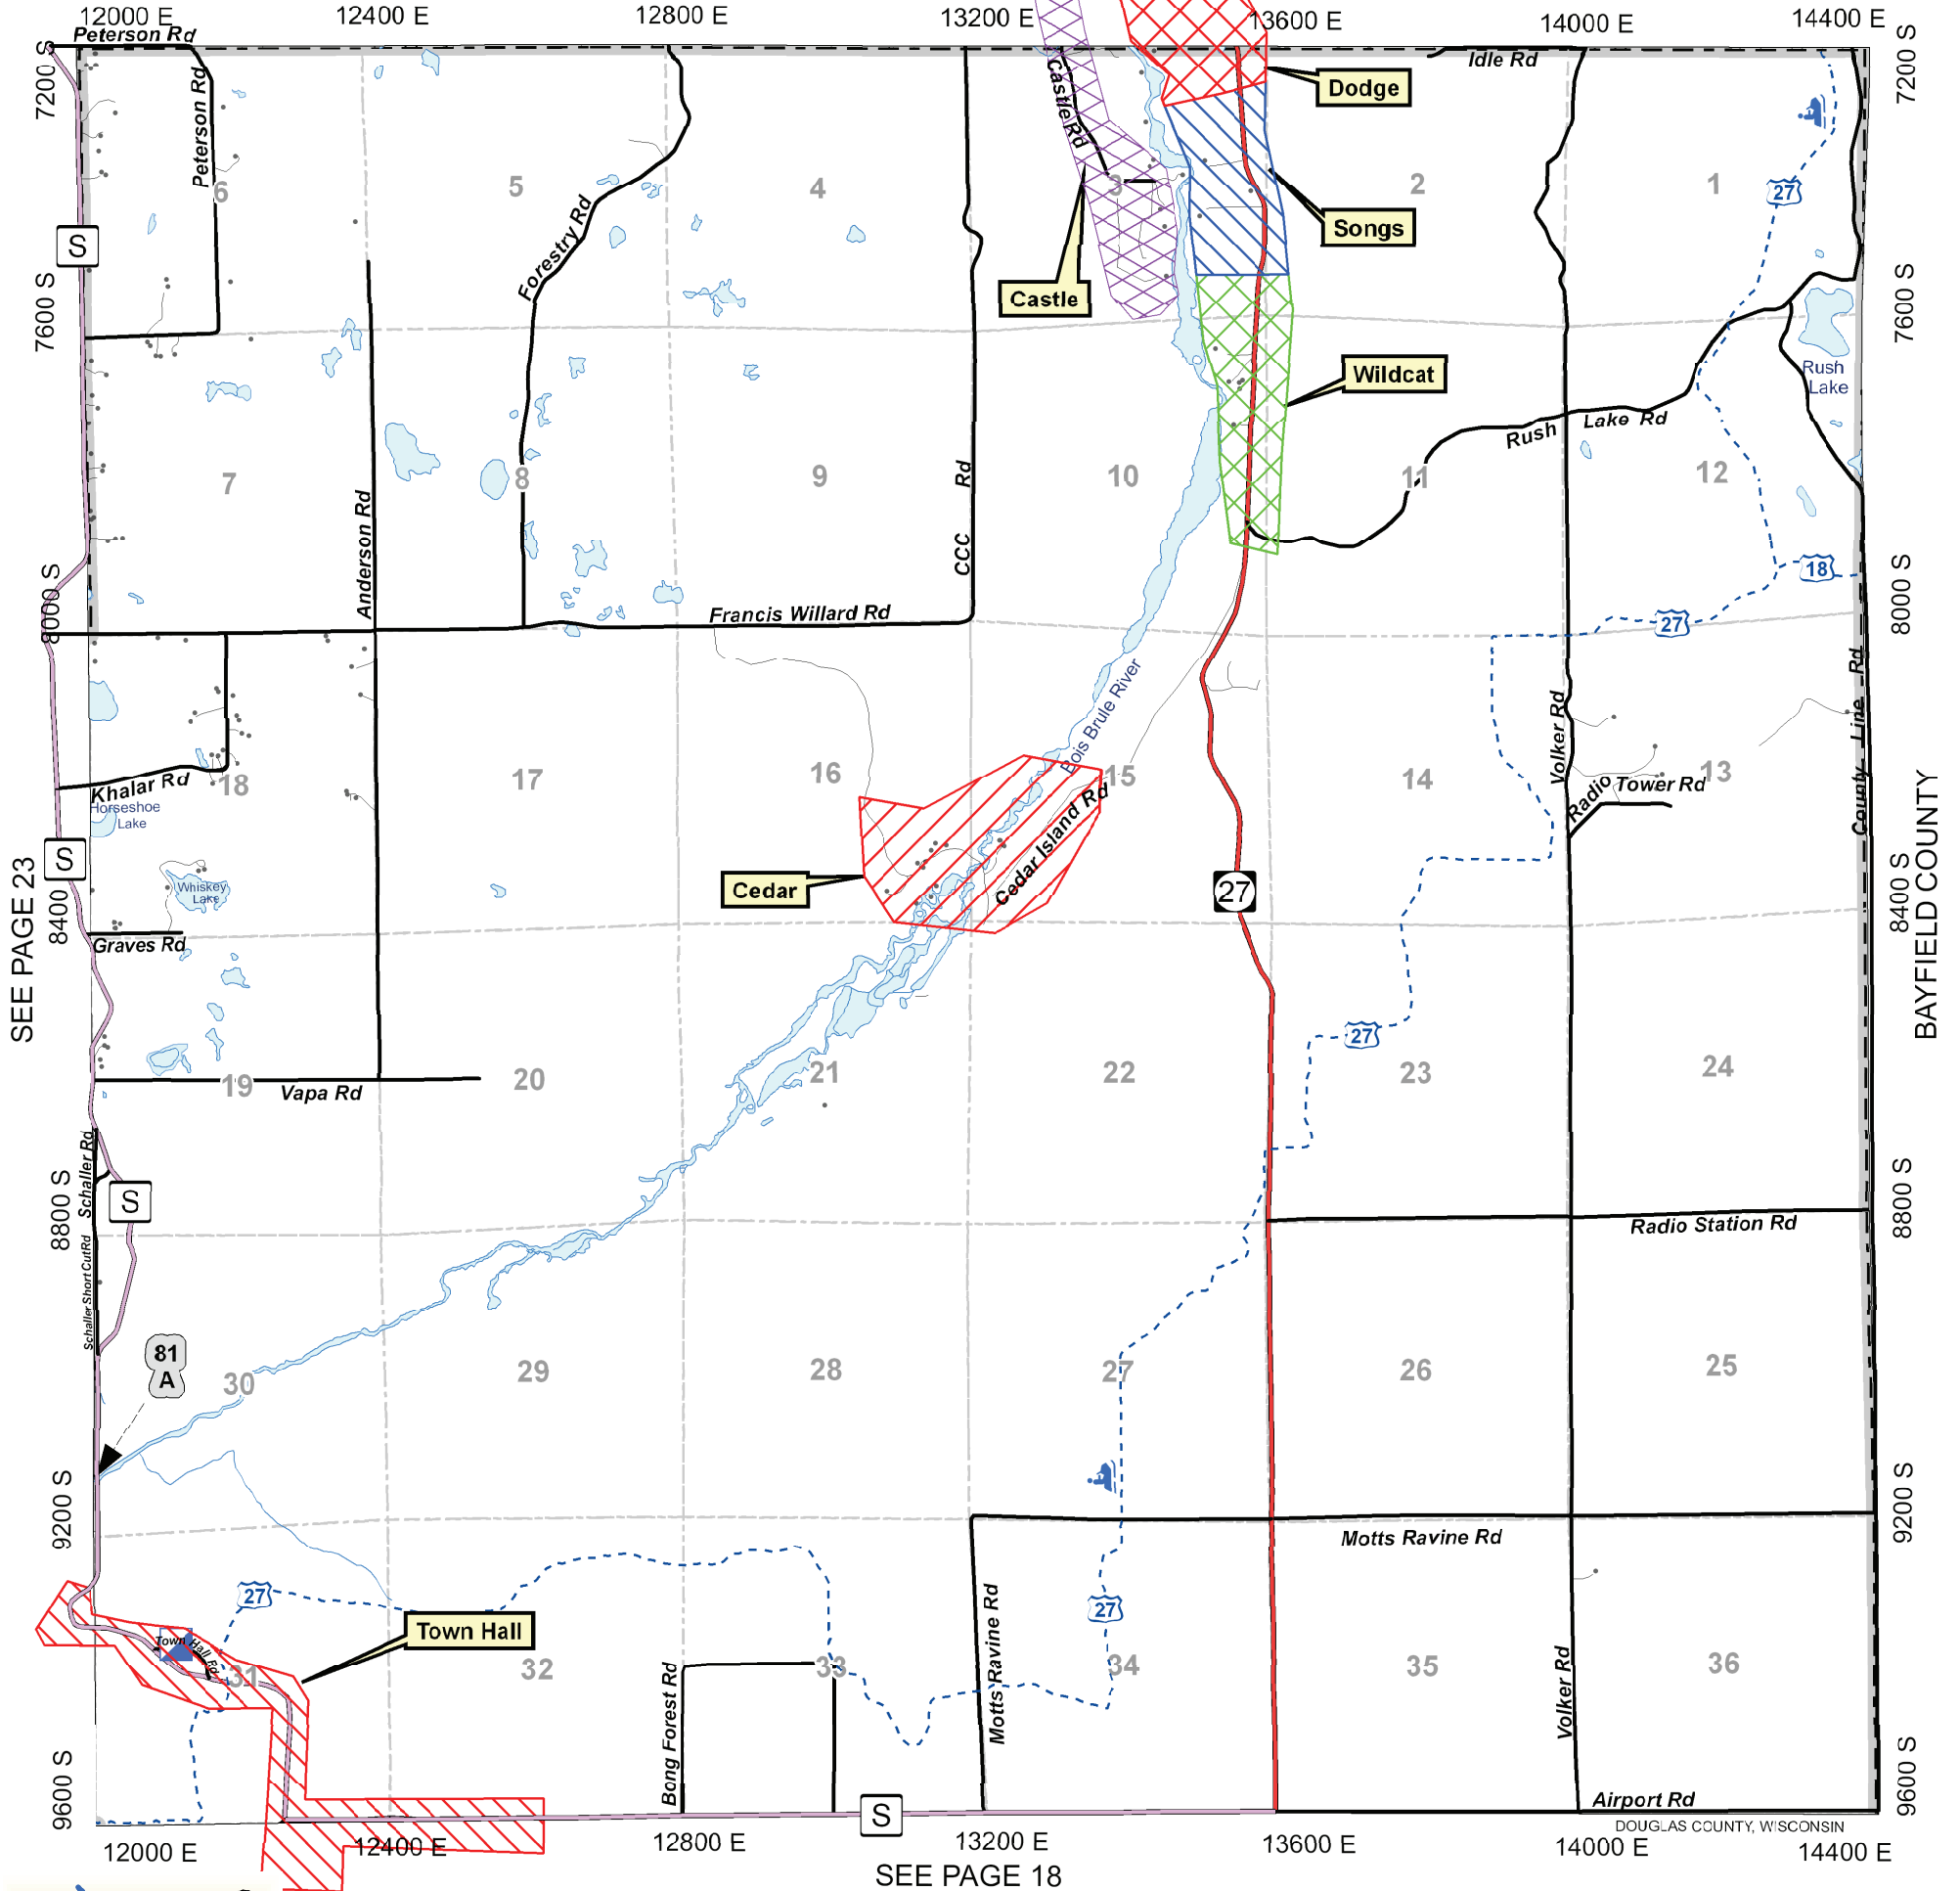 12000 E
12400 E
12800 E
13200 E
13600 E
14000 E
14400 E
Peterson Rd
Idle Rd
7200 S
7200 S
Peterson Rd
Castle Rd
Dodge
6
5
4
3
2
1
27
S
Forestry Rd
Songs
Castle
7600 S
7600 S
Wildcat
Rush
Lake
Rush
Lake Rd
7
8
9
10
11
12
Anderson Rd
CCC Rd
18
8000 S
8000 S
Francis Willard Rd
27
Bois Brule River
County Line Rd
Volker Rd
18
17
16
15
14
13
Khalar Rd
Horseshoe
Lake
Radio Tower Rd
Cedar Island Rd
S
Cedar
27
Whiskey
Lake
SEE PAGE 23
BAYFIELD COUNTY
8400 S
8400 S
Graves Rd
27
19
20
21
22
23
24
Vapa Rd
Schaller Rd
S
8800 S
8800 S
Radio Station Rd
Schaller Short Cut Rd
81
A
30
29
28
27
26
25
9200 S
9200 S
Motts Ravine Rd
27
27
Town Hall
Town Hall Rd
31
32
33
34
35
36
Bong Forest Rd
Motts Ravine Rd
Volker Rd
9600 S
9600 S
S
Airport Rd
DOUGLAS COUNTY, WISCONSIN
12000 E
12400 E
12800 E
13200 E
13600 E
14000 E
14400 E
SEE PAGE 18